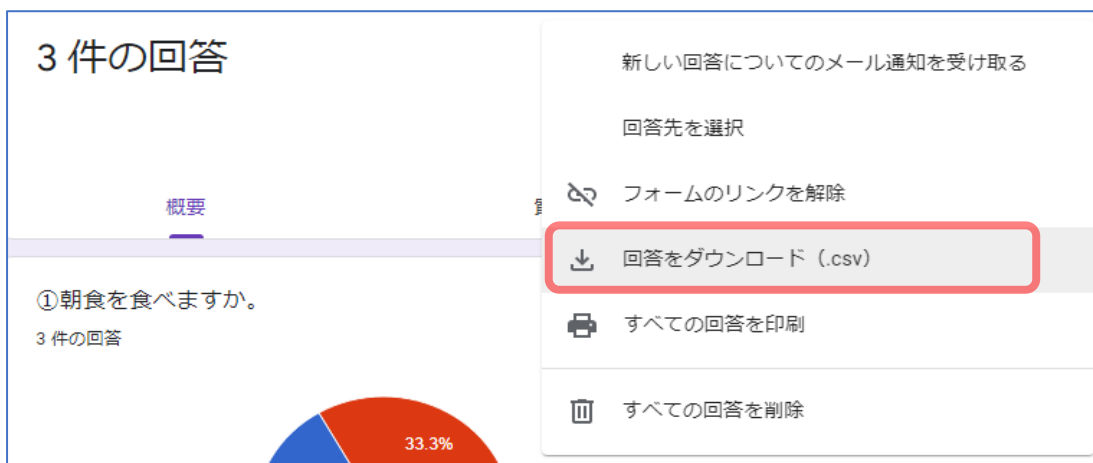 3 件の回答
新しい回答についてのメール通知を受け取る
回答先を選択
フォームのリンクを解除
概要
回答をダウンロード（.csv）
①朝食を食べますか。
3 件の回答
すべての回答を印刷
すべての回答を削除
33.3%